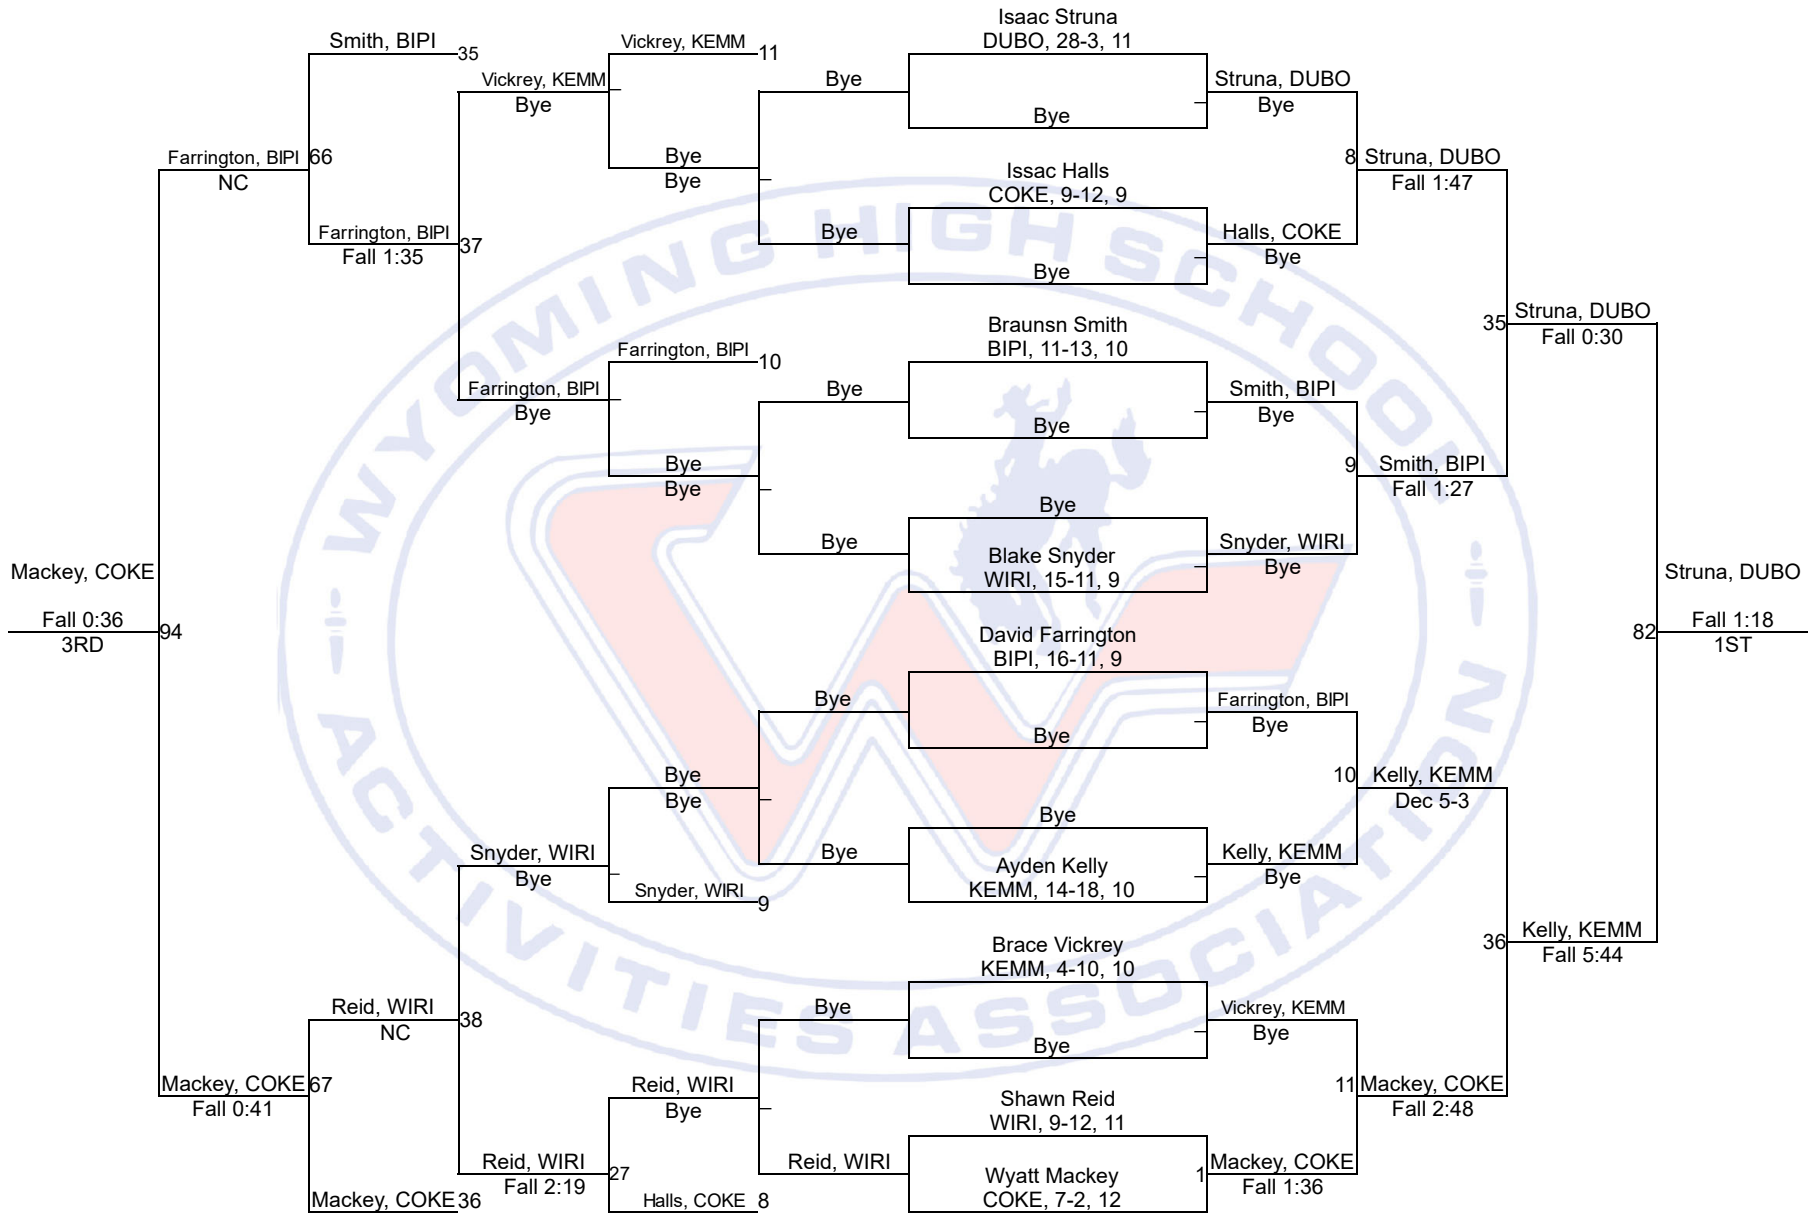 Isaac Struna
DUBO, 28-3, 11
Smith, BIPI
35
Vickrey, KEMM
11
Vickrey, KEMM
Bye
Bye
Struna, DUBO
Bye
Bye
Farrington, BIPI
66
NC
Bye
Bye
Issac Halls
COKE, 9-12, 9
8
Struna, DUBO
Fall 1:47
Farrington, BIPI
37
Fall 1:35
Bye
Halls, COKE
Bye
Bye
Braunsn Smith
BIPI, 11-13, 10
35
Struna, DUBO
Fall 0:30
Farrington, BIPI
10
Farrington, BIPI
Bye
Bye
Smith, BIPI
Bye
Bye
Bye
Bye
9
Smith, BIPI
Fall 1:27
Bye
Bye
Snyder, WIRI
Bye
Blake Snyder
WIRI, 15-11, 9
Mackey, COKE
Fall 0:36
94
3RD
Struna, DUBO
82
Fall 1:18
1ST
David Farrington
BIPI, 16-11, 9
Bye
Farrington, BIPI
Bye
Bye
Bye
Bye
10
Kelly, KEMM
Dec 5-3
Bye
Snyder, WIRI
Bye
Bye
Kelly, KEMM
Bye
Ayden Kelly
KEMM, 14-18, 10
Snyder, WIRI
9
Brace Vickrey
KEMM, 4-10, 10
36
Kelly, KEMM
Fall 5:44
Reid, WIRI
38
NC
Bye
Vickrey, KEMM
Bye
Bye
Mackey, COKE
67
Fall 0:41
Reid, WIRI
Bye
Shawn Reid
WIRI, 9-12, 11
11
Mackey, COKE
Fall 2:48
Reid, WIRI
27
Fall 2:19
Reid, WIRI
Wyatt Mackey
COKE, 7-2, 12
1
Mackey, COKE
Fall 1:36
Mackey, COKE
36
Halls, COKE
8
WYOMING HIGH SCHOOL
ACTIVITIES ASSOCIATION